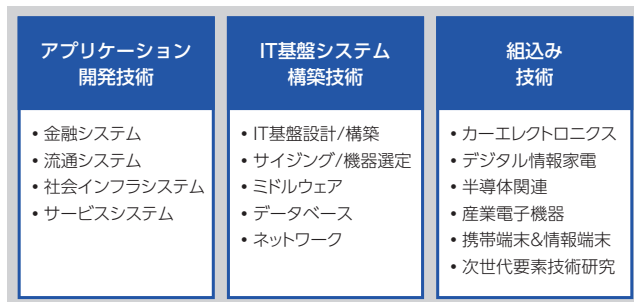 アプリケーション
開発技術
• 金融システム
• 流通システム
• 社会インフラシステム
• サービスシステム
IT基盤システム
構築技術
• IT基盤設計/構築
• サイジング/機器選定
• ミドルウェア
• データベース
• ネットワーク
組込み
技術
• カーエレクトロニクス
• デジタル情報家電
• 半導体関連
• 産業電子機器
• 携帯端末&情報端末
• 次世代要素技術研究